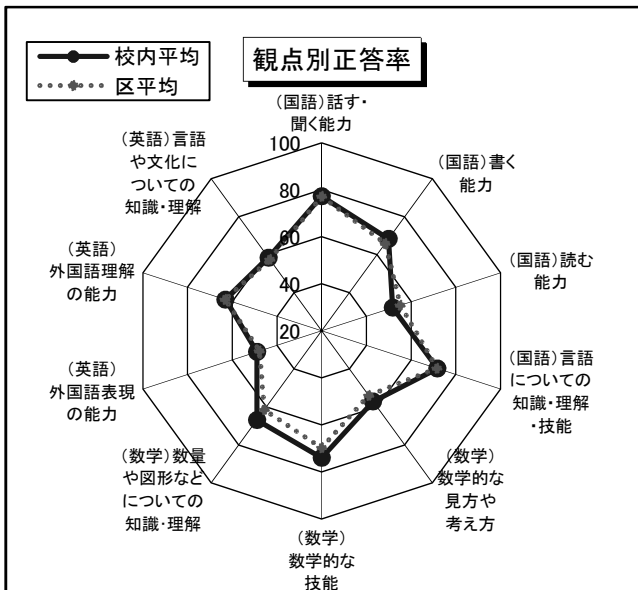 校内平均
区平均
観点別正答率
(国語)話す・
聞く能力
(国語)書く
能力
(国語)読む
能力
(国語)言語
についての
知識・理解
・技能
(数学)
数学的な
見方や
考え方
(数学)
数学的な
技能
(数学)数量
や図形などに
についての
知識・理解
(英語)
外国語表現
の能力
(英語)
外国語理解
の能力
(英語)言語
や文化に
ついての
知識・理解
100
80
60
40
20